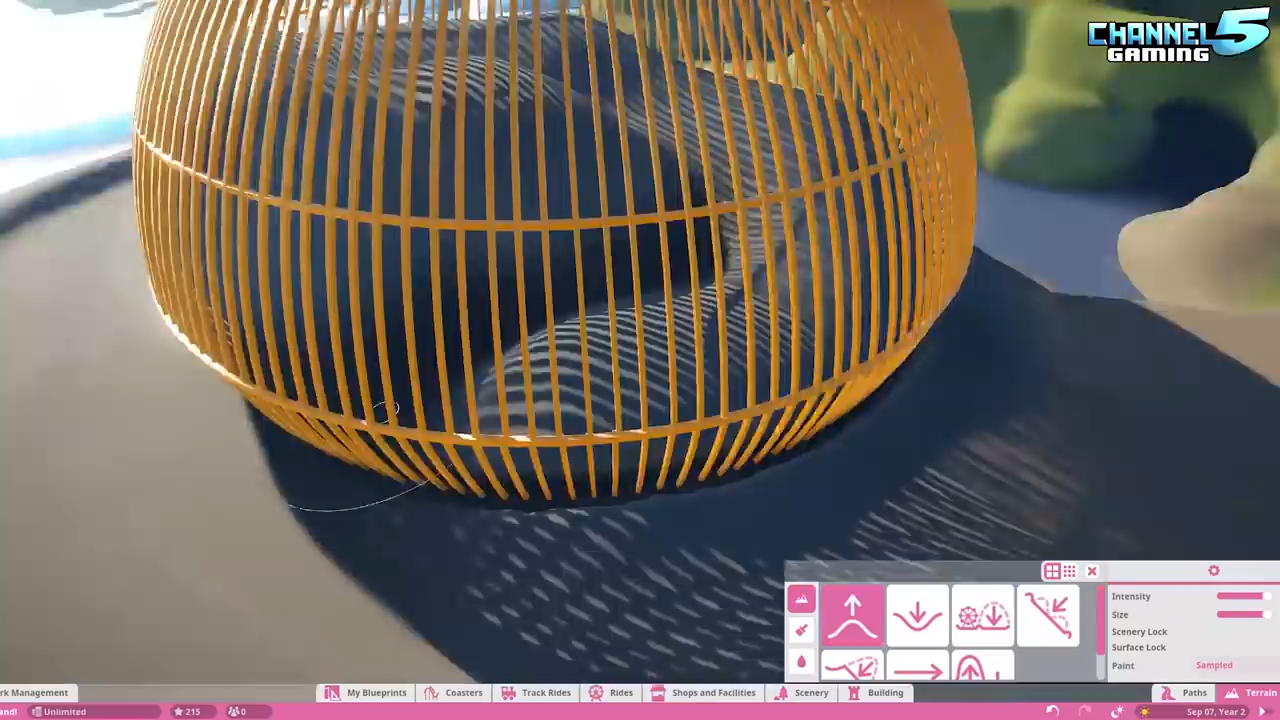 CHANNEL 5
GAMING
Intensity
Size
Scenery Lock
Surface Lock
Paint Sampled
rk Management
My Blueprints
Coasters
Track Rides
Rides
Shops and Facilities
Scenery
Building
Paths
Terrain
and!
Unlimited
215
0
Sep 07, Year 2